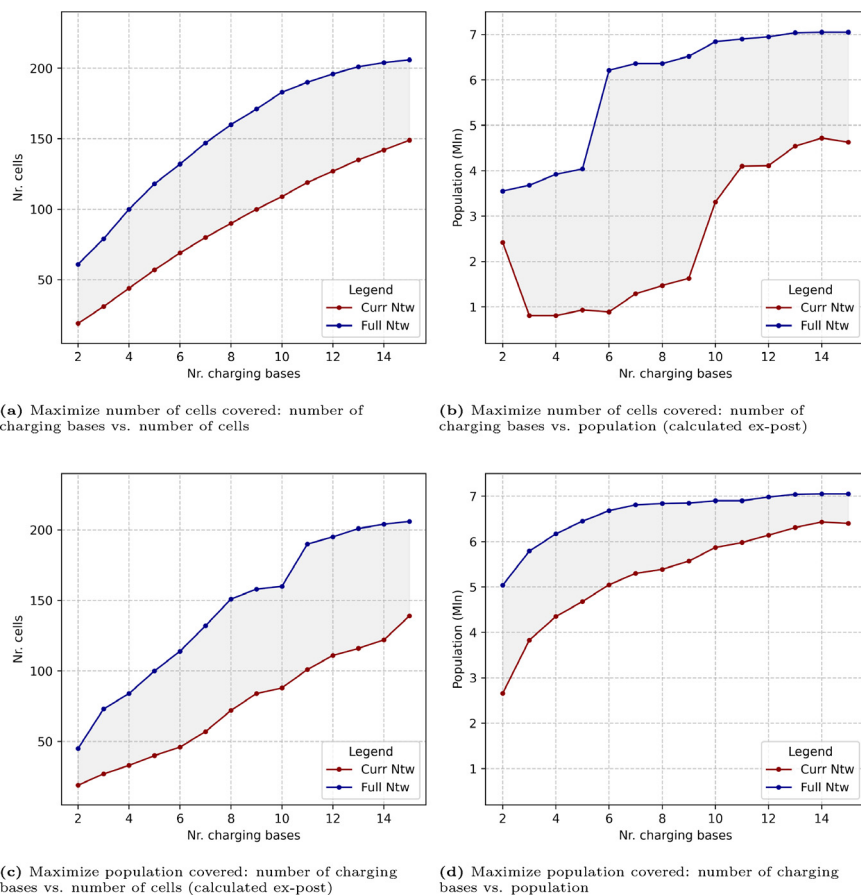 200
150
100
50
Nr. cells
2 4 6 8 10 12 14
Nr. charging bases
Legend
Curr Ntw
Full Ntw
7
6
5
4
3
2
1
Population (Mln)
2 4 6 8 10 12 14
Nr. charging bases
Legend
Curr Ntw
Full Ntw
(a) Maximize number of cells covered: number of
charging bases vs. number of cells
(b) Maximize number of cells covered: number of
charging bases vs. population (calculated ex-post)
200
150
100
50
Nr. cells
2 4 6 8 10 12 14
Nr. charging bases
Legend
Curr Ntw
Full Ntw
7
6
5
4
3
2
1
Population (Mln)
2 4 6 8 10 12 14
Nr. charging bases
Legend
Curr Ntw
Full Ntw
(c) Maximize population covered: number of charging
bases vs. number of cells (calculated ex-post)
(d) Maximize population covered: number of charging
bases vs. population